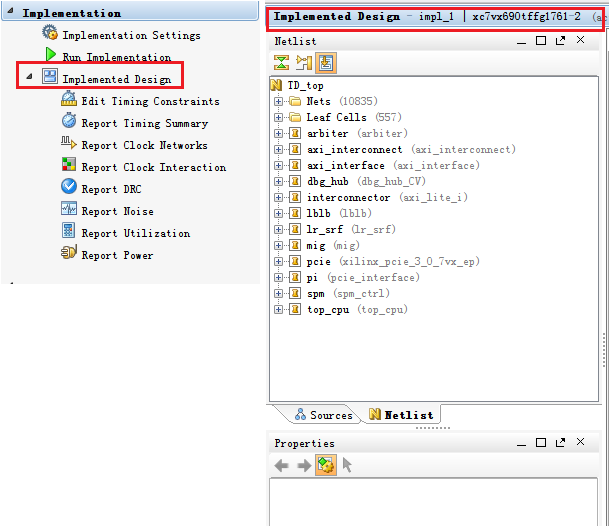 Implementation
Implementation Settings
Run Implementation
Implemented Design
Edit Timing Constraints
Report Timing Summary
Report Clock Networks
Report Clock Interaction
Report DRC
Report Noise
Report Utilization
Report Power
Implemented Design - impl_1 | xc7vx690tffg1761-2
Netlist
TD_top
Nets (10835)
Leaf Cells (557)
arbiter (arbiter)
axi_interconnect (axi_interconnect)
axi_interface (axi_interface)
dbg_hub (dbg_hub_CV)
interconnector (axi_lite_i)
lblb (lblb)
lr_srf (lr_srf)
mig (mig)
pcie (xilinx_pcie_3_0_7vx_ep)
pi (pcie_interface)
spm (spm_ctrl)
top_cpu (top_cpu)
Sources
Netlist
Properties